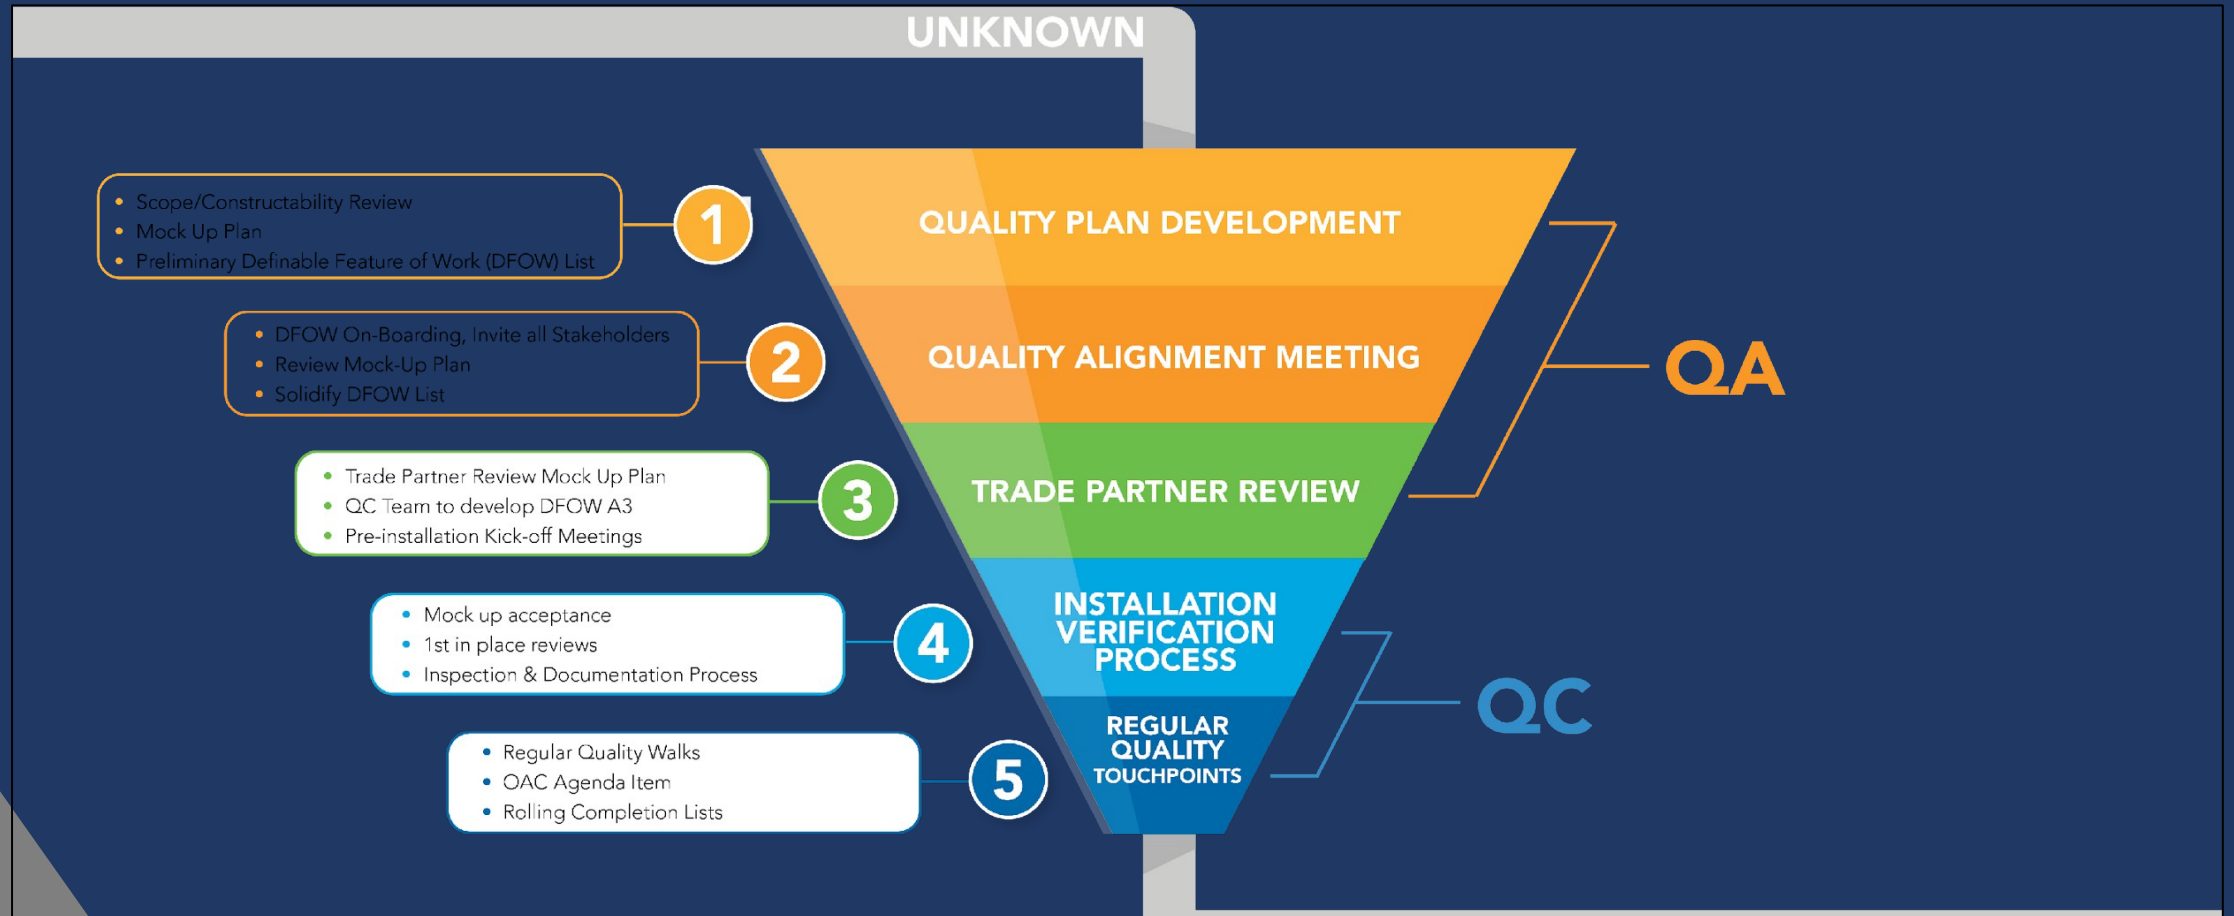 UNKNOWN
• Scope/Constructability Review
• Mock Up Plan
• Preliminary Definable Feature of Work (DFOW) List
1
QUALITY PLAN DEVELOPMENT
• DFOW On-Boarding, Invite all Stakeholders
• Review Mock-Up Plan
• Solidify DFOW List
2
QUALITY ALIGNMENT MEETING
QA
• Trade Partner Review Mock Up Plan
• QC Team to develop DFOW A3
• Pre-installation Kick-off Meetings
3
TRADE PARTNER REVIEW
• Mock up acceptance
• 1st in place reviews
• Inspection & Documentation Process
4
INSTALLATION
VERIFICATION
PROCESS
QC
• Regular Quality Walks
• OAC Agenda Item
• Rolling Completion Lists
5
REGULAR
QUALITY
TOUCHPOINTS